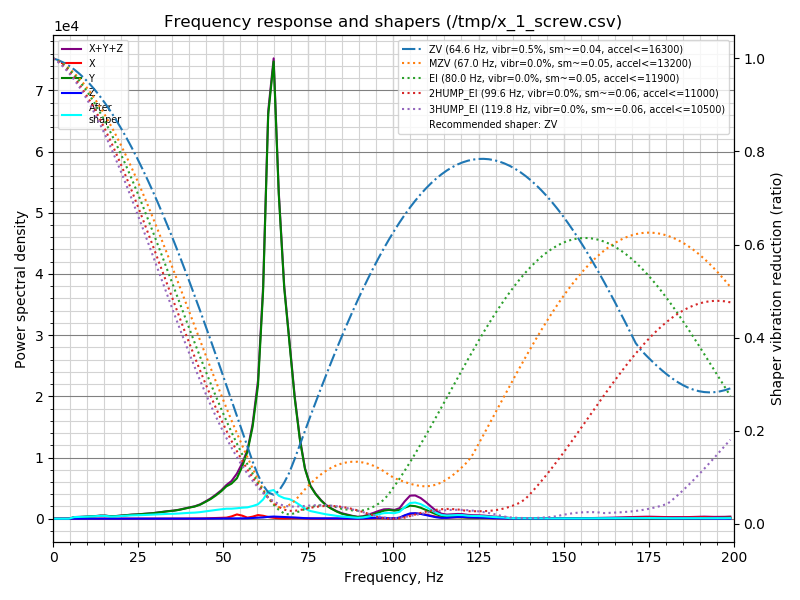 Frequency response and shapers (/tmp/x_1_screw.csv)
1e4
X+Y+Z
X
Y
Z
After
shaper
ZV (64.6 Hz, vibr=0.5%, sm~=0.04, accel<=16300)
MZV (67.0 Hz, vibr=0.0%, sm~=0.05, accel<=13200)
EI (80.0 Hz, vibr=0.0%, sm~=0.05, accel<=11900)
2HUMP_EI (99.6 Hz, vibr=0.0%, sm~=0.06, accel<=11000)
3HUMP_EI (119.8 Hz, vibr=0.0%, sm~=0.06, accel<=10500)
Recommended shaper: ZV
Power spectral density
7
6
5
4
3
2
1
0
1.0
0.8
0.6
0.4
0.2
0.0
Shaper vibration reduction (ratio)
0 25 50 75 100 125 150 175 200
Frequency, Hz